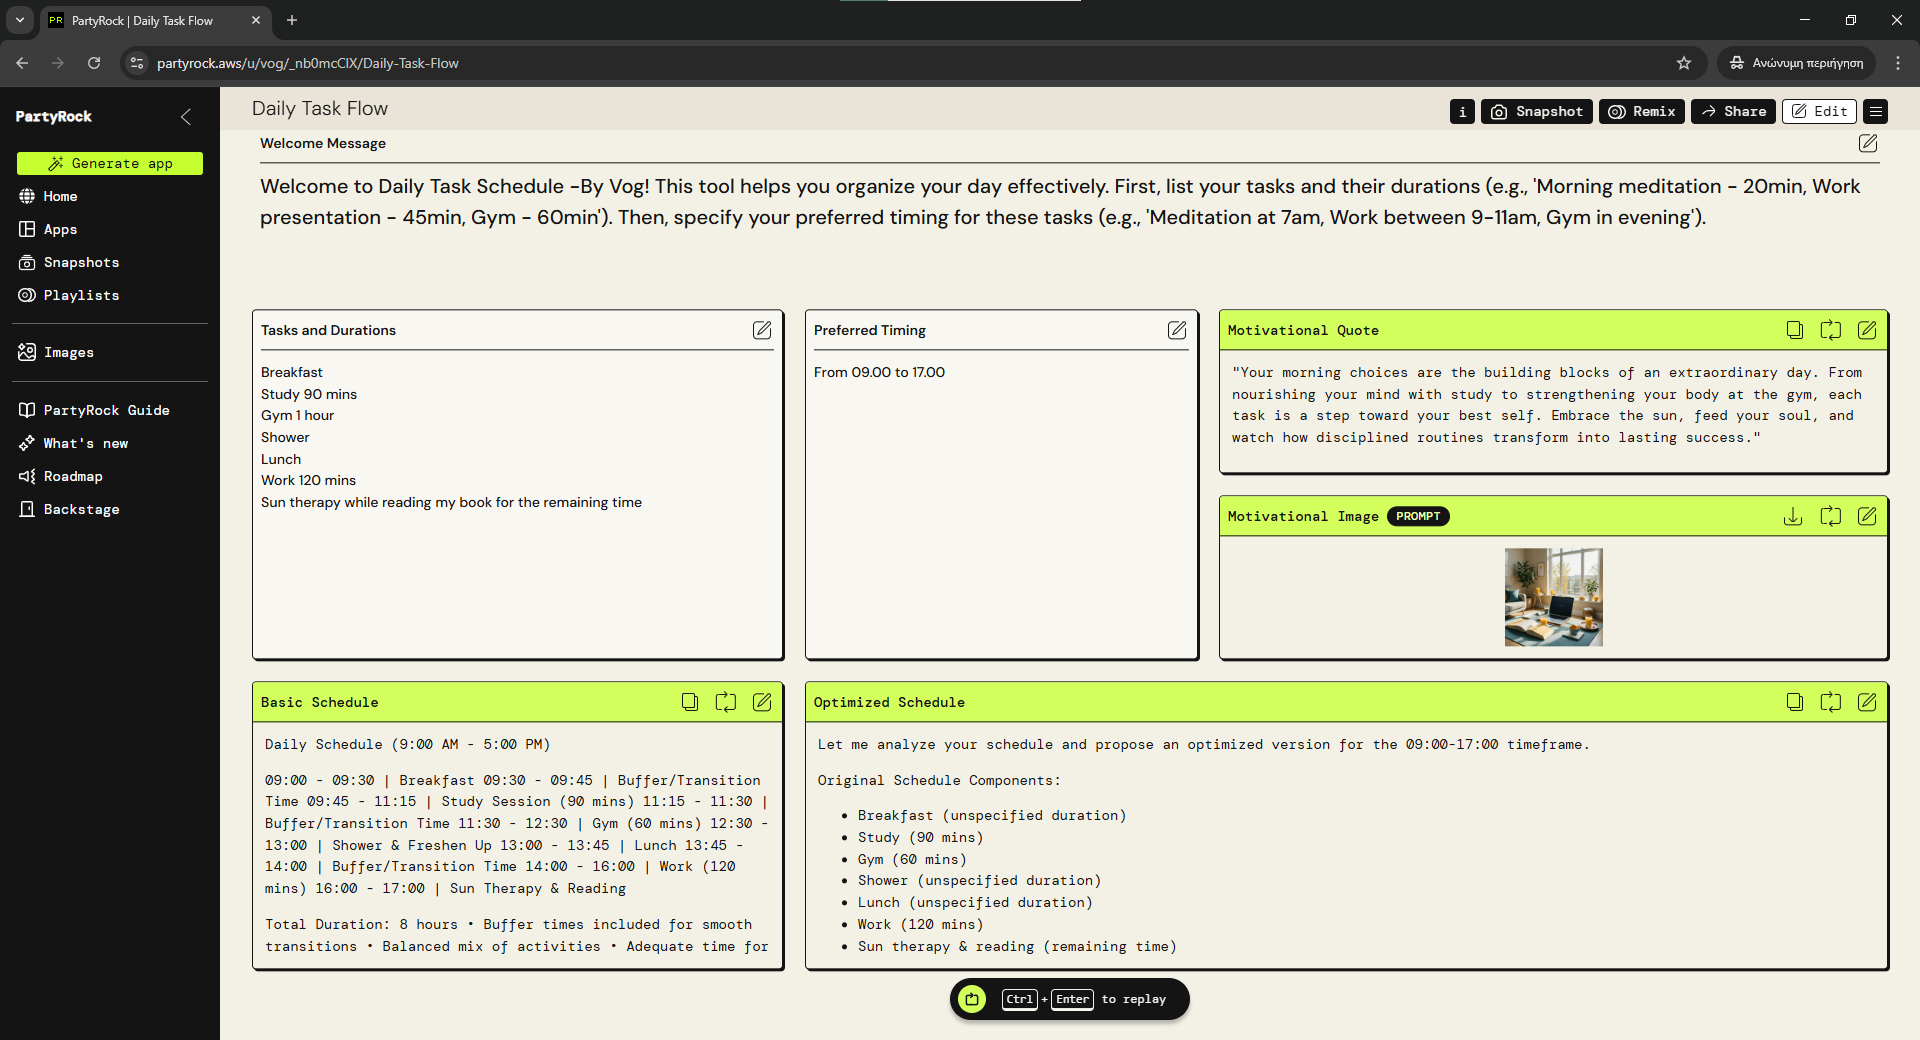 PR PartyRock | Daily Task Flow
partyrock.aws/u/vog/_nb0mcCIX/Daily-Task-Flow
Ανώνυμη περιήγηση
PartyRock
Generate app
Home
Apps
Snapshots
Playlists
Images
PartyRock Guide
What's new
Roadmap
Backstage
Daily Task Flow
i Snapshot Remix Share Edit
Welcome Message
Welcome to Daily Task Schedule -By Vog! This tool helps you organize your day effectively. First, list your tasks and their durations (e.g., 'Morning meditation - 20min, Work
presentation - 45min, Gym - 60min'). Then, specify your preferred timing for these tasks (e.g., 'Meditation at 7am, Work between 9-11am, Gym in evening').
Tasks and Durations
Breakfast
Study 90 mins
Gym 1 hour
Shower
Lunch
Work 120 mins
Sun therapy while reading my book for the remaining time
Preferred Timing
From 09.00 to 17.00
Motivational Quote
"Your morning choices are the building blocks of an extraordinary day. From
nourishing your mind with study to strengthening your body at the gym, each
task is a step toward your best self. Embrace the sun, feed your soul, and
watch how disciplined routines transform into lasting success."
Motivational Image PROMPT
Basic Schedule
Daily Schedule (9:00 AM - 5:00 PM)
09:00 - 09:30 | Breakfast 09:30 - 09:45 | Buffer/Transition
Time 09:45 - 11:15 | Study Session (90 mins) 11:15 - 11:30 |
Buffer/Transition Time 11:30 - 12:30 | Gym (60 mins) 12:30 -
13:00 | Shower & Freshen Up 13:00 - 13:45 | Lunch 13:45 -
14:00 | Buffer/Transition Time 14:00 - 16:00 | Work (120
mins) 16:00 - 17:00 | Sun Therapy & Reading
Total Duration: 8 hours • Buffer times included for smooth
transitions • Balanced mix of activities • Adequate time for
Optimized Schedule
Let me analyze your schedule and propose an optimized version for the 09:00-17:00 timeframe.
Original Schedule Components:
• Breakfast (unspecified duration)
• Study (90 mins)
• Gym (60 mins)
• Shower (unspecified duration)
• Lunch (unspecified duration)
• Work (120 mins)
• Sun therapy & reading (remaining time)
Ctrl + Enter to replay